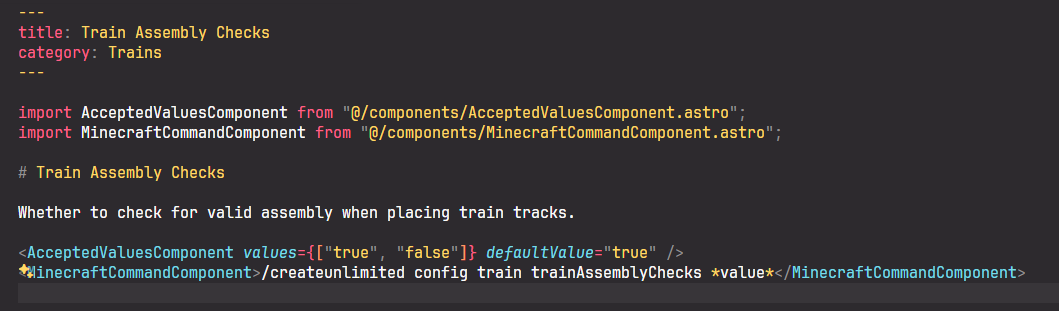 ---
title: Train Assembly Checks
category: Trains
---
import AcceptedValuesComponent from "@/components/AcceptedValuesComponent.astro";
import MinecraftCommandComponent from "@/components/MinecraftCommandComponent.astro";
# Train Assembly Checks
Whether to check for valid assembly when placing train tracks.
<AcceptedValuesComponent values={["true", "false"]} defaultValue="true" />
<MinecraftCommandComponent>/createunlimited config train trainAssemblyChecks *value*</MinecraftCommandComponent>